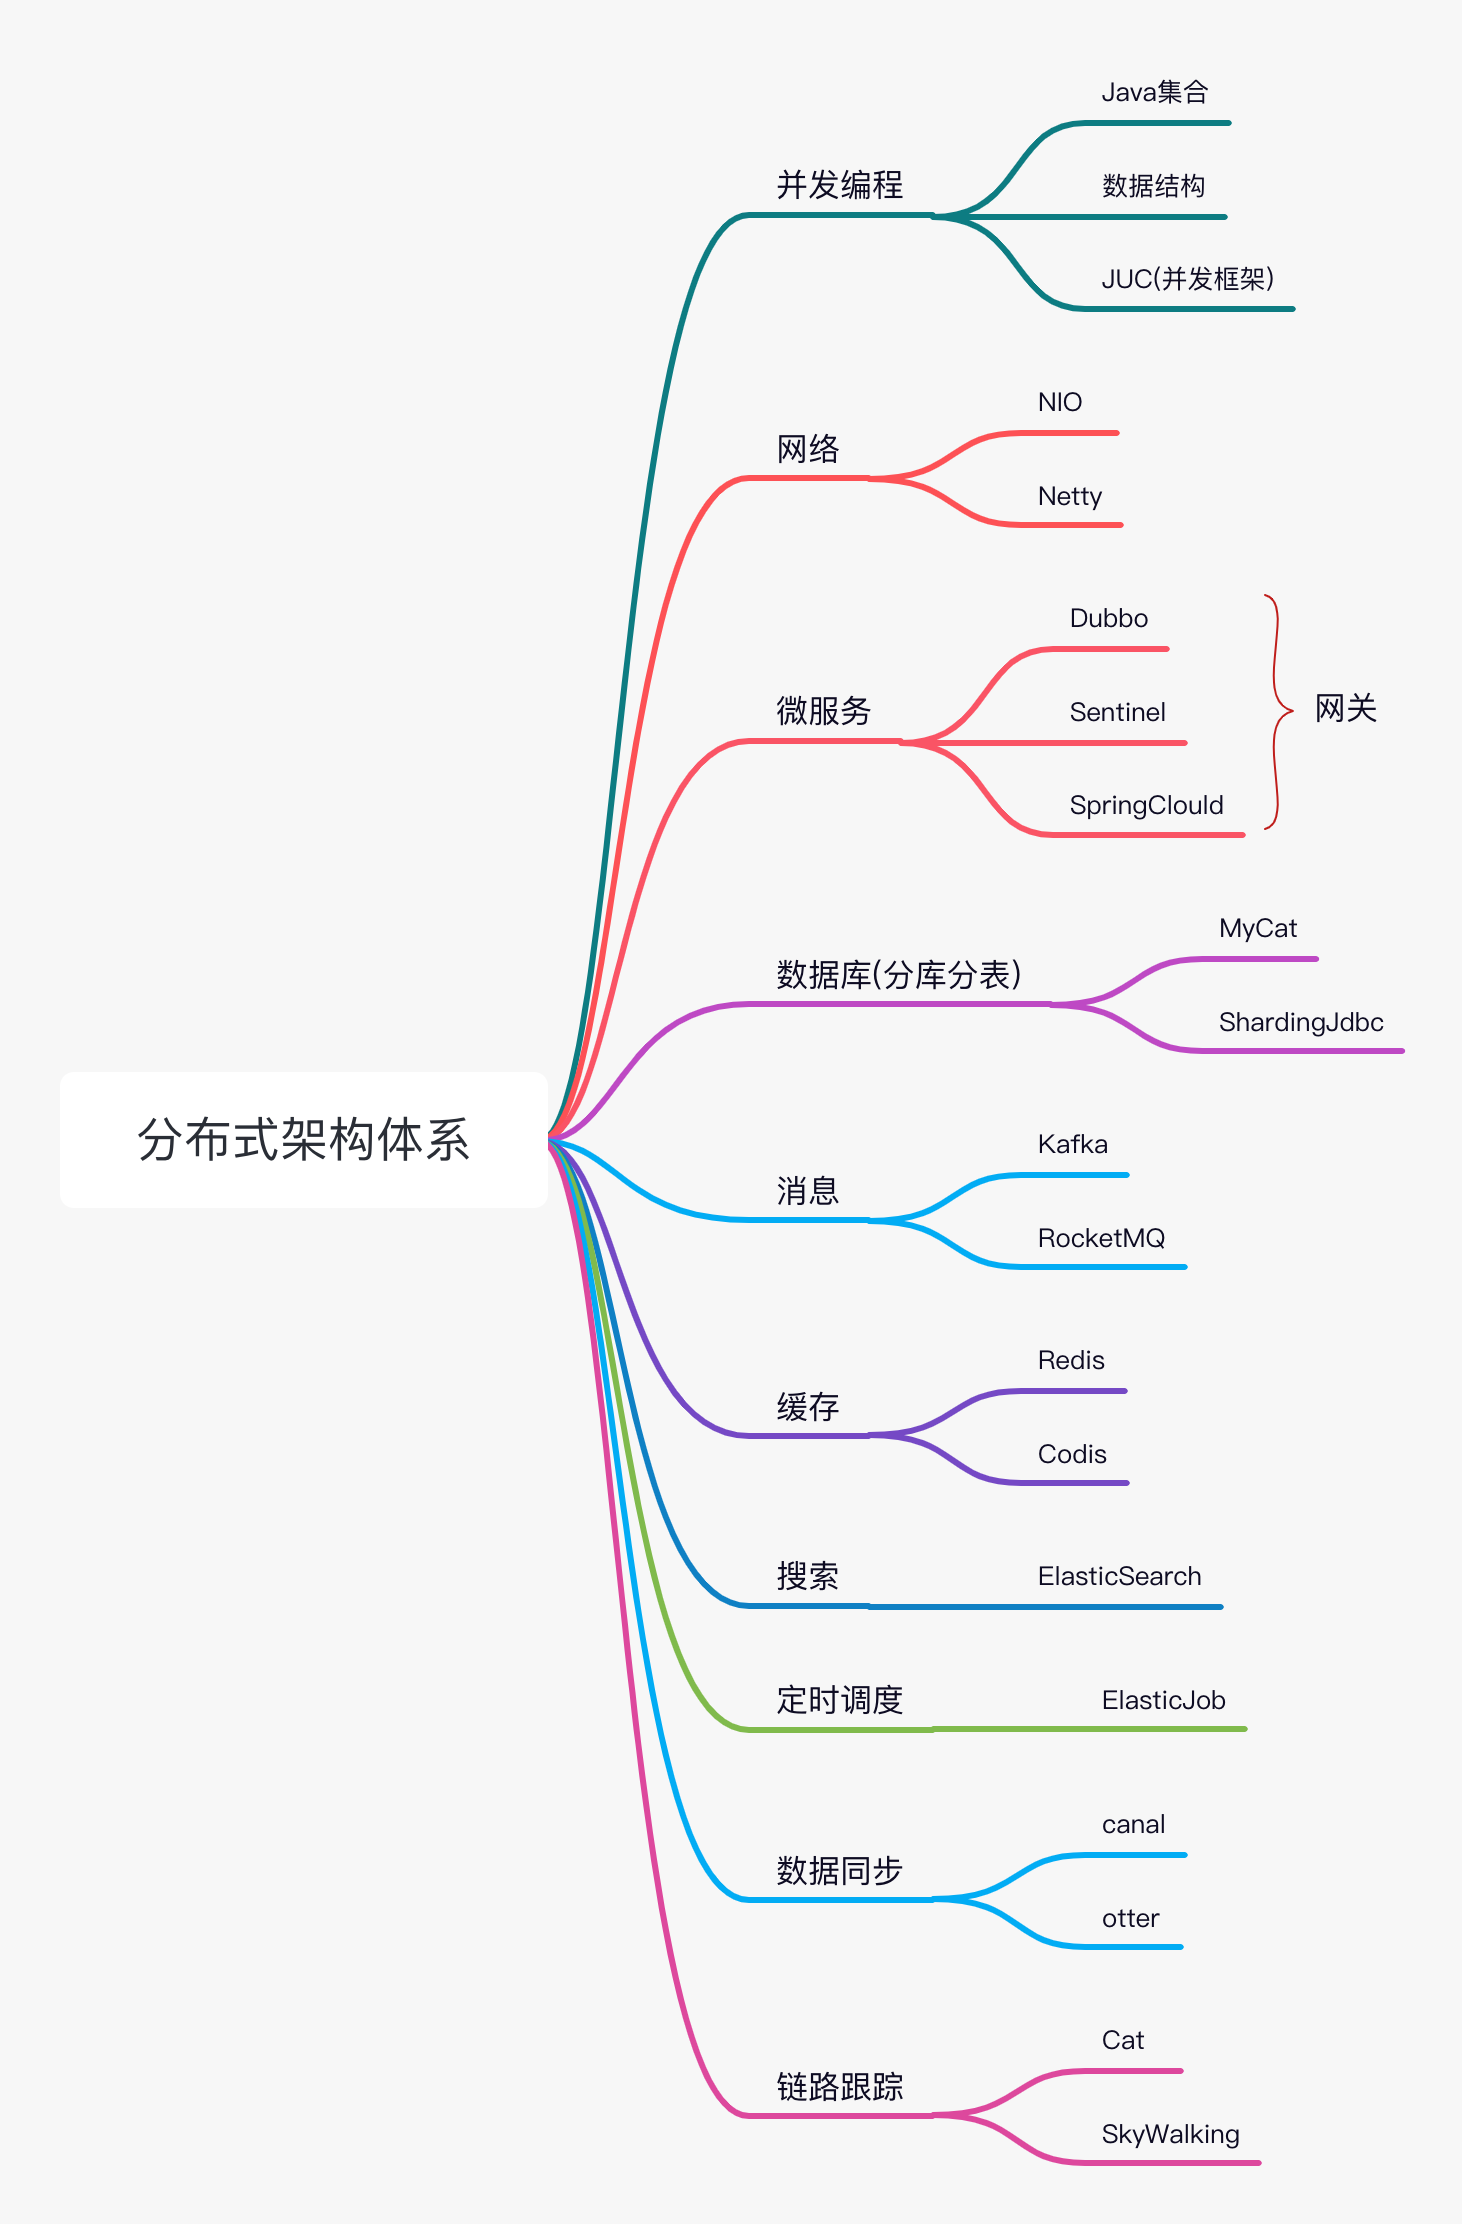 分布式架构体系
并发编程
Java集合
数据结构
JUC(并发框架)
网络
NIO
Netty
微服务
Dubbo
Sentinel
SpringClould
网关
数据库(分库分表)
MyCat
ShardingJdbc
消息
Kafka
RocketMQ
缓存
Redis
Codis
搜索
ElasticSearch
定时调度
ElasticJob
数据同步
canal
otter
链路跟踪
Cat
SkyWalking